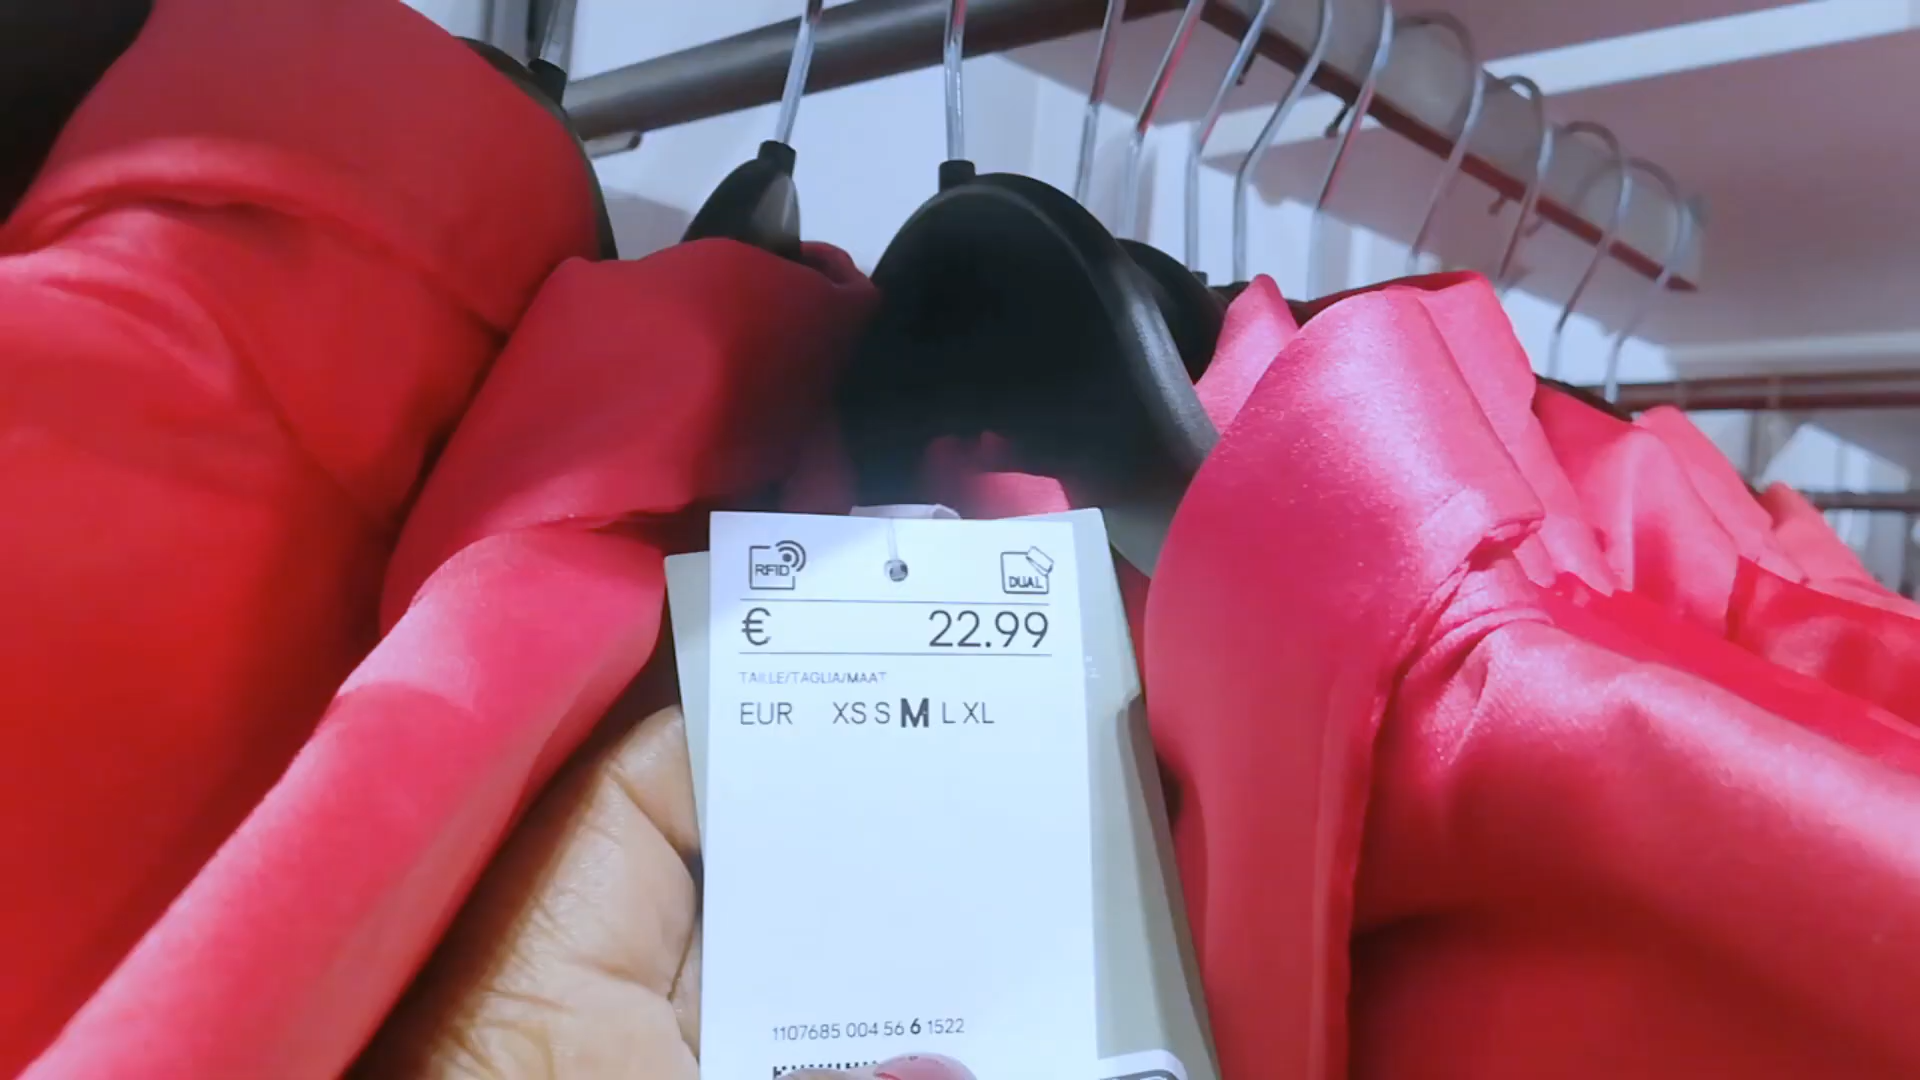 RFID
DUAL
€ 22.99
TAILLE/TAGLIA/MAAT
EUR XS S M L XL
1107685 004 56 6 1522